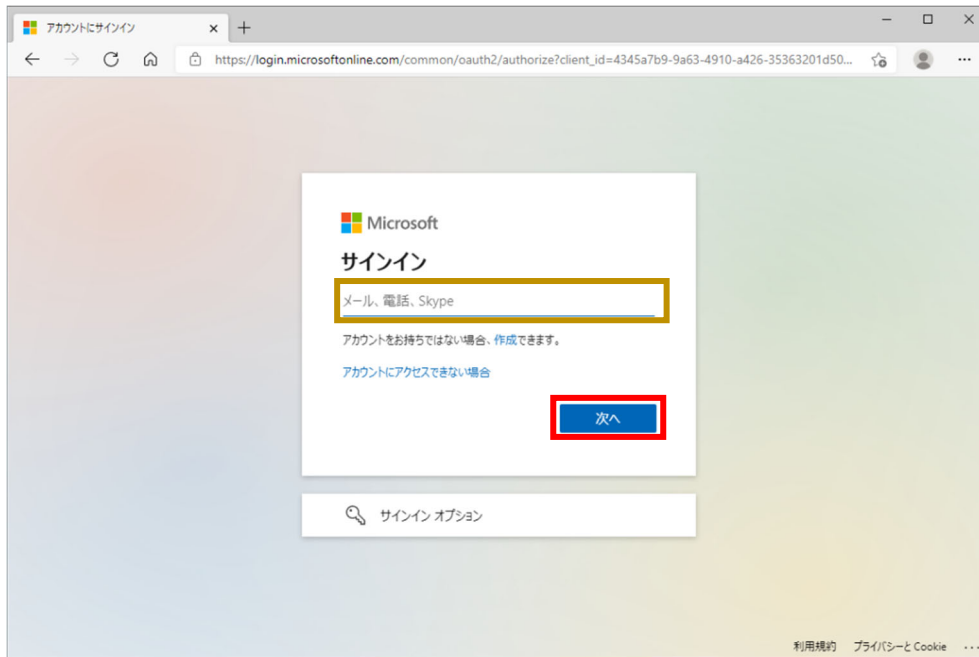 アカウントにサインイン
https://login.microsoftonline.com/common/oauth2/authorize?client_id=4345a7b9-9a63-4910-a426-35363201d50...
Microsoft
サインイン
メール、電話、Skype
アカウントをお持ちではない場合、作成できます。
アカウントにアクセスできない場合
次へ
サインイン オプション
利用規約 プライバシーと Cookie ...